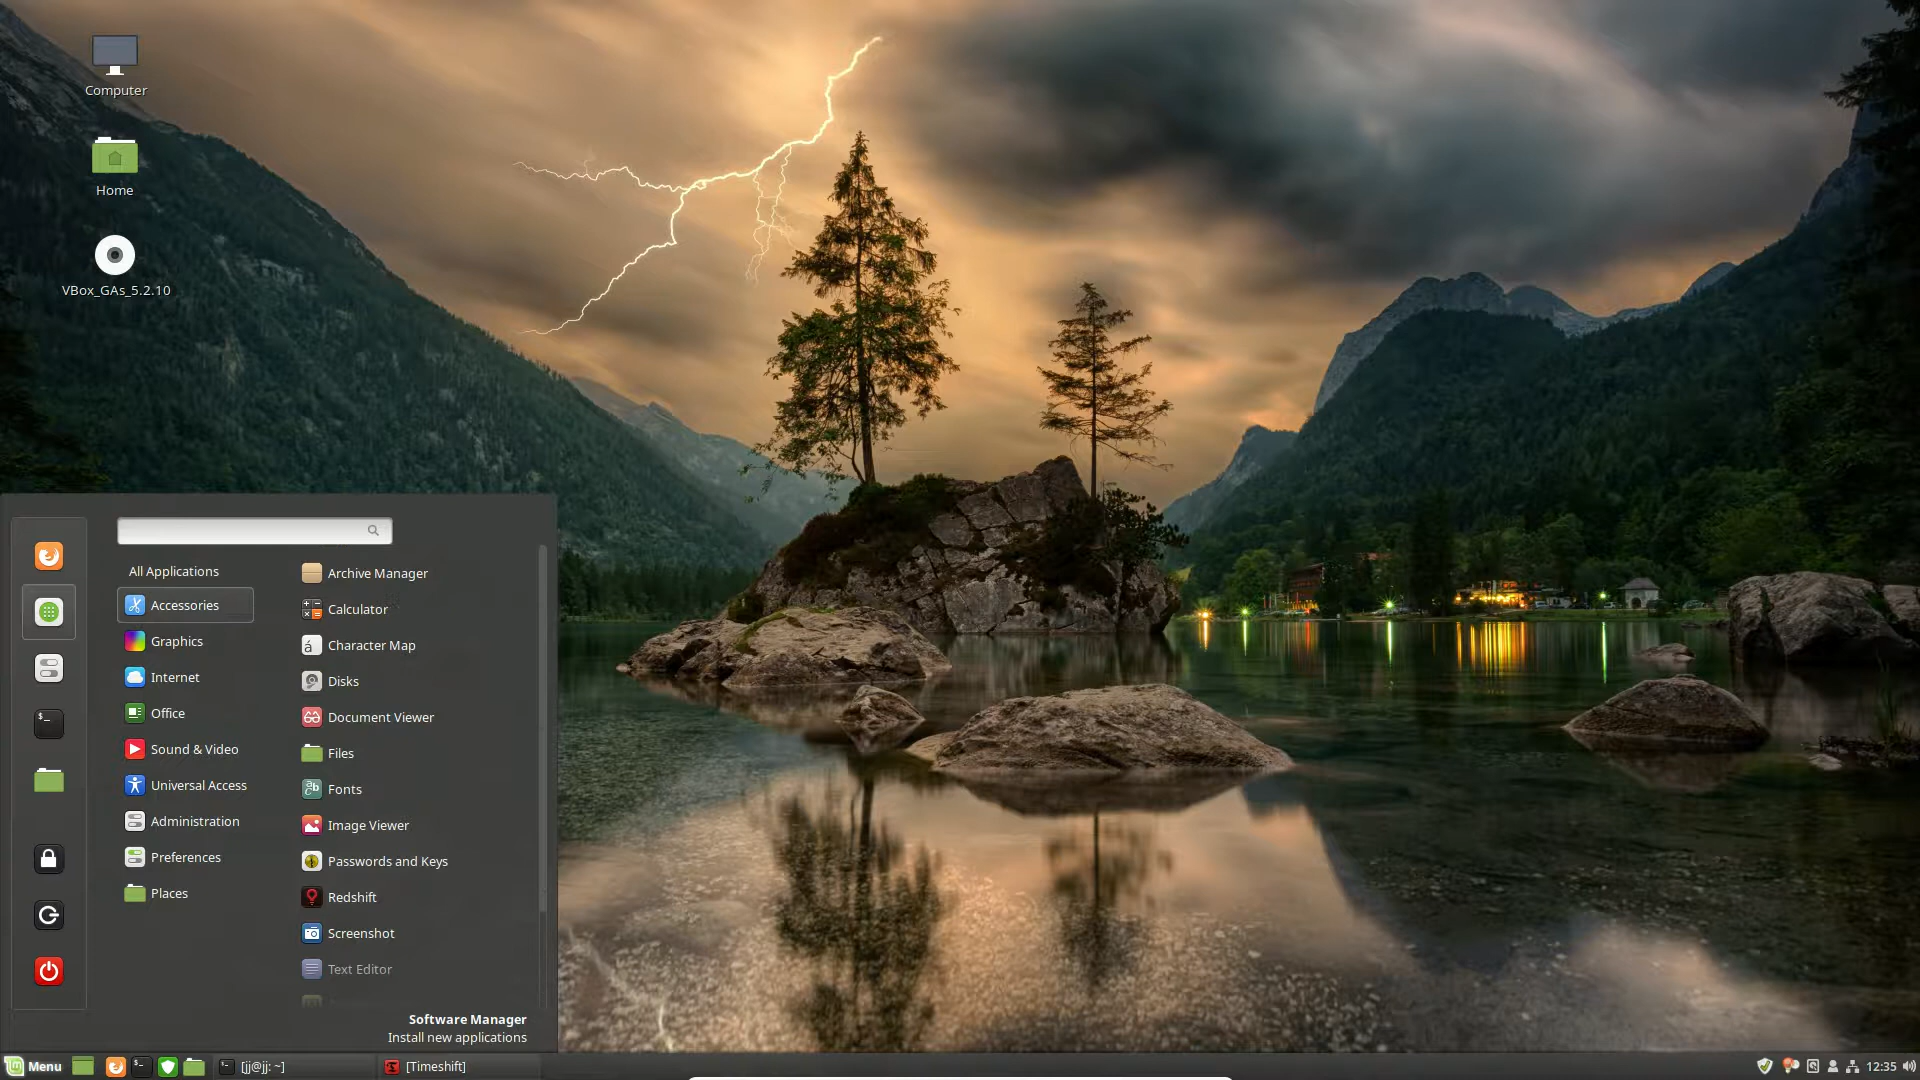 Computer
Home
VBox_GAs_5.2.10
All Applications
Accessories
Graphics
Internet
Office
Sound & Video
Universal Access
Administration
Preferences
Places
Archive Manager
Calculator
Character Map
Disks
Document Viewer
Files
Fonts
Image Viewer
Passwords and Keys
Redshift
Screenshot
Text Editor
Software Manager
Install new applications
Menu
[jj@jj: ~]
[Timeshift]
12:35